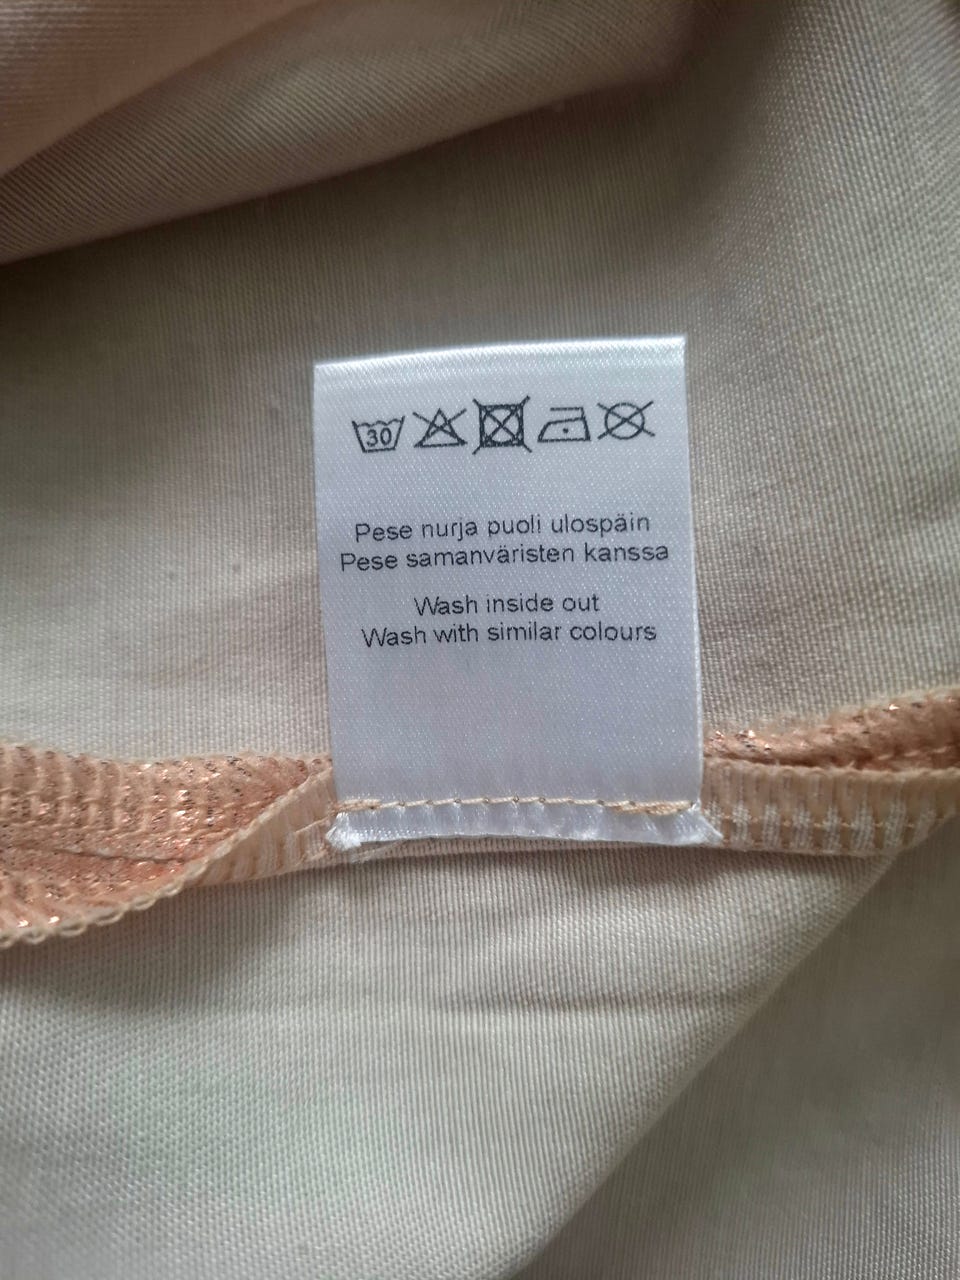 30
Pese nurja puoli ulospäin
Pese samanväristen kanssa
Wash inside out
Wash with similar colours